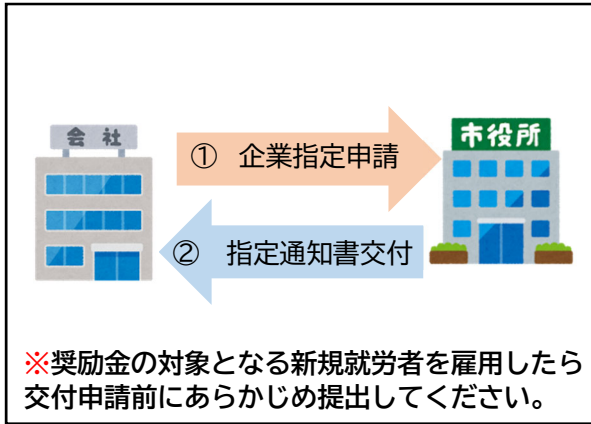 会社
市役所
① 企業指定申請
② 指定通知書交付
※奨励金の対象となる新規就労者を雇用したら
交付申請前にあらかじめ提出してください。